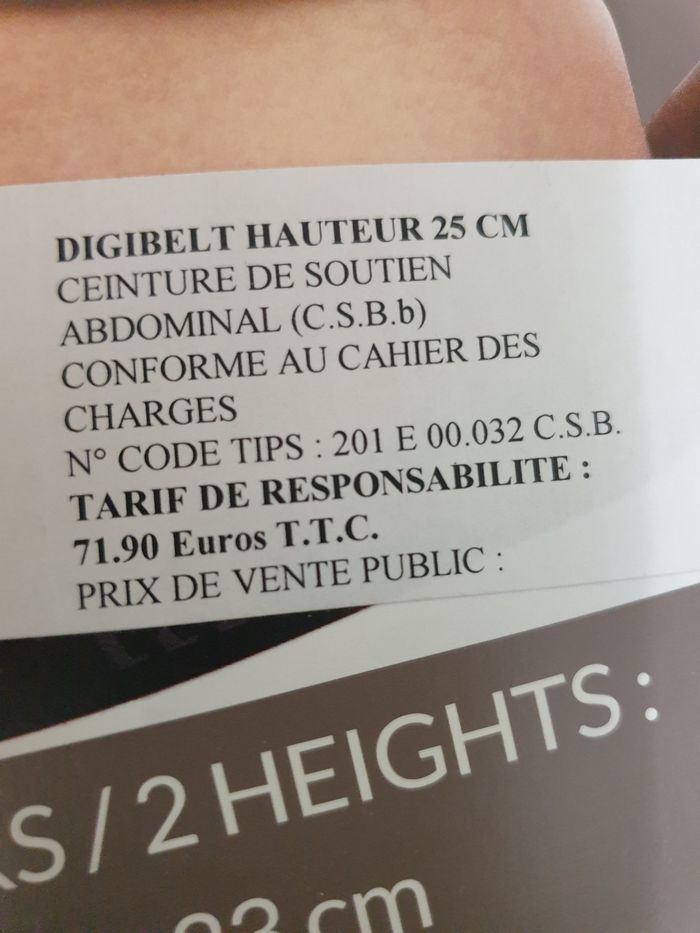 DIGIBELT HAUTEUR 25 CM
CEINTURE DE SOUTIEN
ABDOMINAL (C.S.B.b)
CONFORME AU CAHIER DES
CHARGES
N° CODE TIPS : 201 E 00.032 C.S.B.
TARIF DE RESPONSABILITE :
71.90 Euros T.T.C.
PRIX DE VENTE PUBLIC :
/ 2 HEIGHTS :
cm